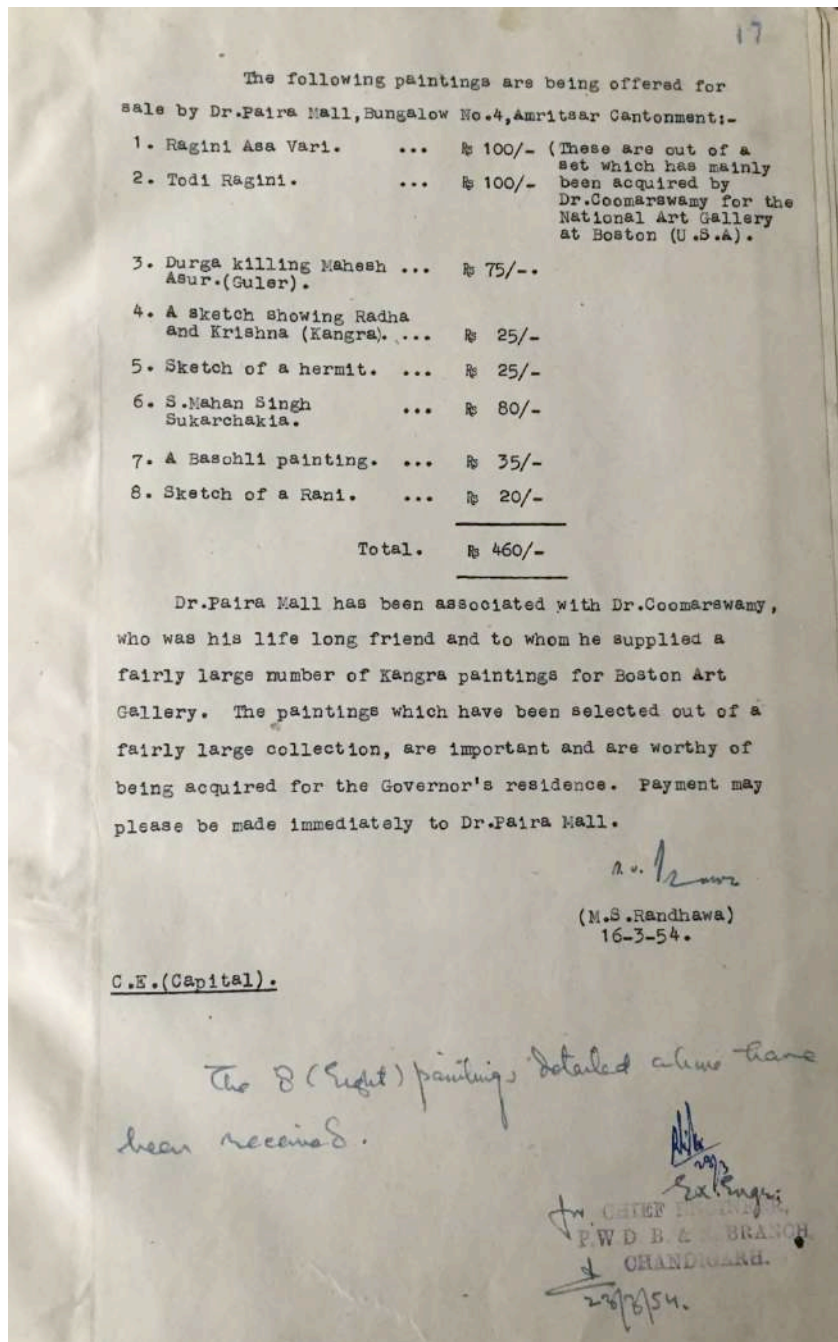 17
The following paintings are being offered for
sale by Dr.Paira Mall,Bungalow No.4,Amritsar Cantonment:-
1. Ragini Asa Vari. ... ₨ 100/- (These are out of a
set which has mainly
2. Todi Ragini. ... ₨ 100/- been acquired by
Dr.Coomarswamy for the
National Art Gallery
at Boston (U.S.A).
3. Durga killing Mahesh ... ₨ 75/-.
Asur.(Guler).
4. A sketch showing Radha
and Krishna (Kangra). ... ₨ 25/-
5. Sketch of a hermit. ... ₨ 25/-
6. S.Mahan Singh ... ₨ 80/-
Sukarchakia.
7. A Basohli painting. ... ₨ 35/-
8. Sketch of a Rani. ... ₨ 20/-
Total. ₨ 460/-
Dr.Paira Mall has been associated with Dr.Coomarswamy,
who was his life long friend and to whom he supplied a
fairly large number of Kangra paintings for Boston Art
Gallery. The paintings which have been selected out of a
fairly large collection, are important and are worthy of
being acquired for the Governor's residence. Payment may
please be made immediately to Dr.Paira Mall.
(M.S.Randhawa)
16-3-54.
C.E.(Capital).
The 8 (Eight) paintings detailed above have
been received.
23/3
Ex. Engr.
for CHIEF ENGINEER,
P.W.D. B. & R. BRANCH,
CHANDIGARH.
23/3/54.